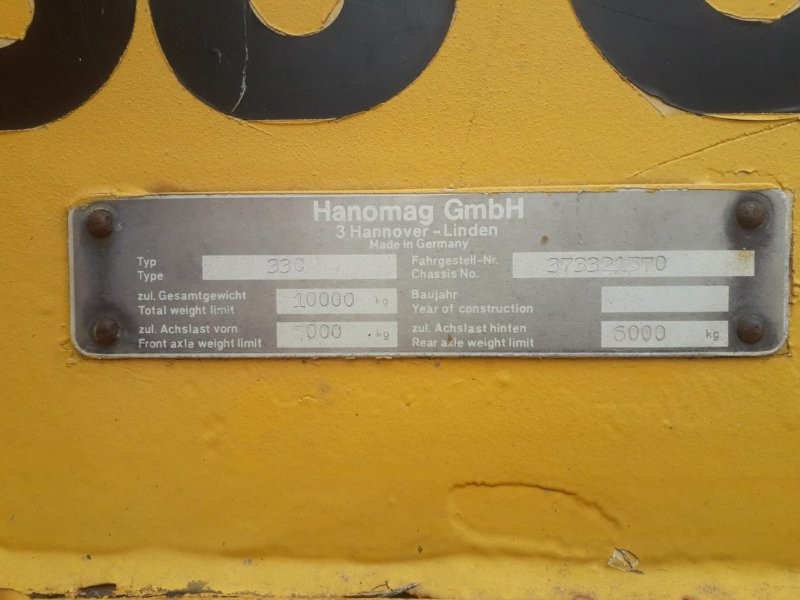 Hanomag GmbH
3 Hannover - Linden
Made in Germany
Typ
Type
330
Fahrgestell-Nr.
Chassis No.
373321370
zul. Gesamtgewicht
Total weight limit
10000 kg
Baujahr
Year of construction
zul. Achslast vorn
Front axle weight limit
kg
zul. Achslast hinten
Rear axle weight limit
6000 kg